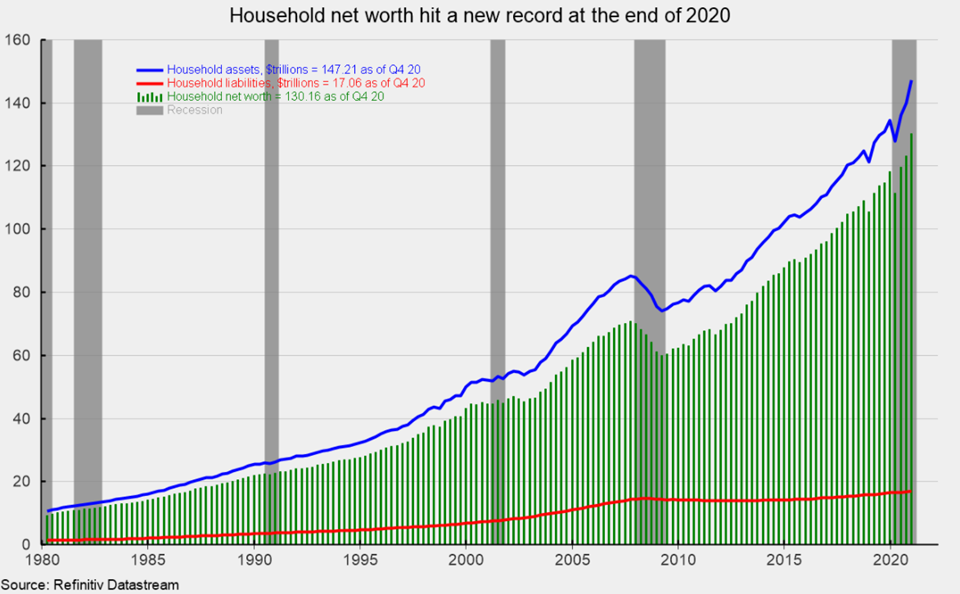 Household net worth hit a new record at the end of 2020
160
140
120
100
80
60
40
20
0
Household assets, $trillions = 147.21 as of Q4 20
Household liabilities, $trillions = 17.06 as of Q4 20
Household net worth = 130.16 as of Q4 20
Recession
1980 1985 1990 1995 2000 2005 2010 2015 2020
Source: Refinitiv Datastream